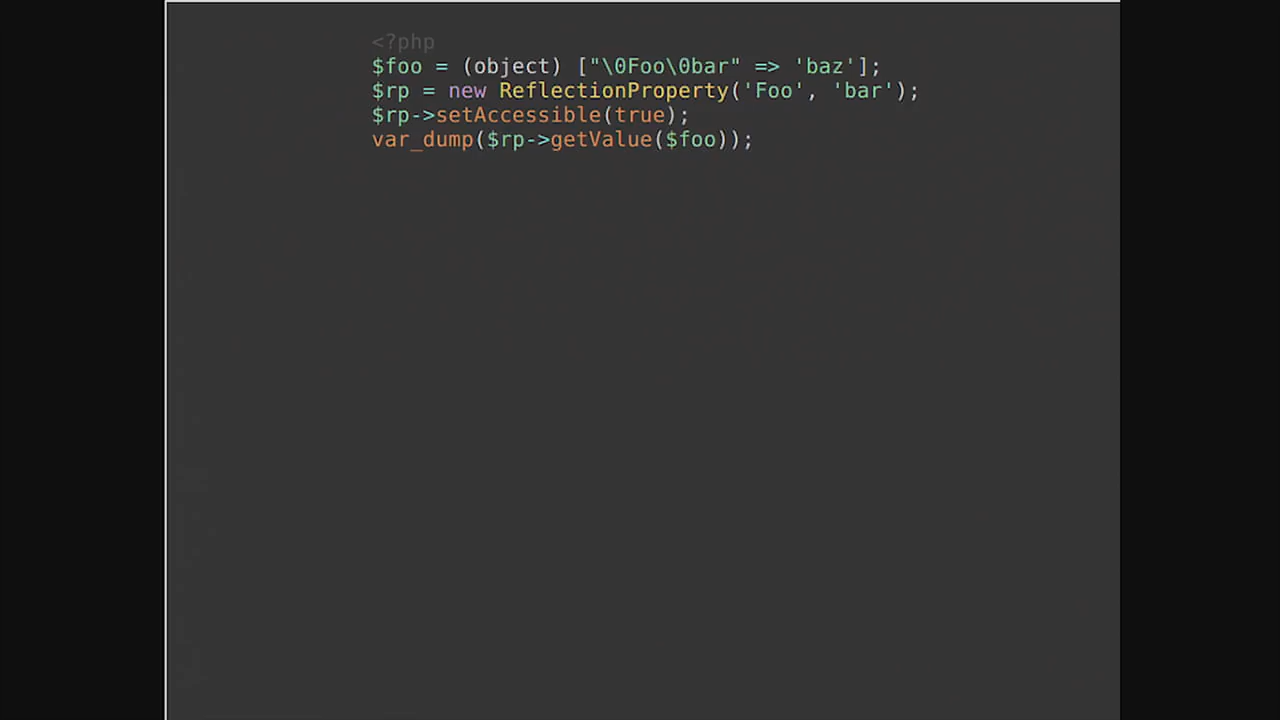 <?php
$foo = (object) ["\0Foo\0bar" => 'baz'];
$rp = new ReflectionProperty('Foo', 'bar');
$rp->setAccessible(true);
var_dump($rp->getValue($foo));